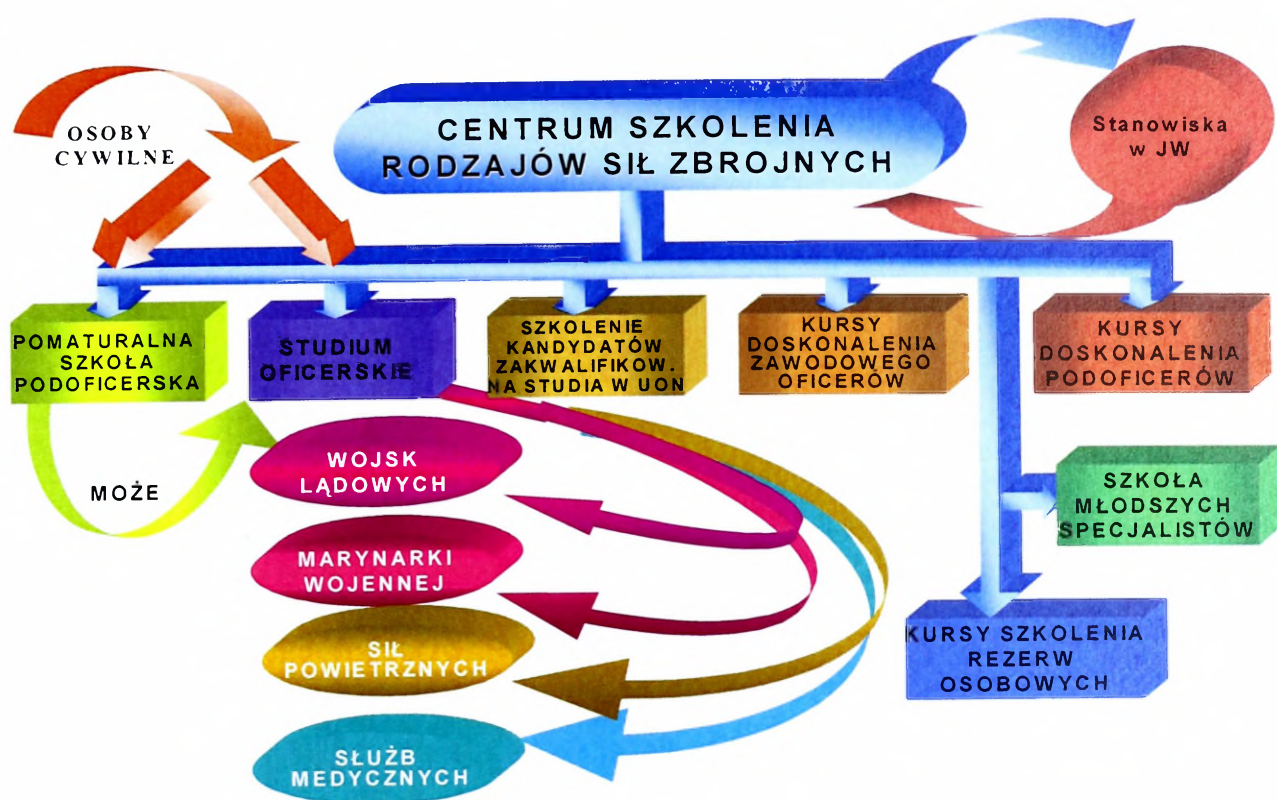 OSOBY
CYWILNE
CENTRUM SZKOLENIA
RODZAJÓW SIŁ ZBROJNYCH
Stanowiska
w JW
POMATURALNA
SZKOŁA
PODOFICERSKA
STUDIUM
OFICERSKIE
SZKOLENIE
KANDYDATÓW
ZAKWALIFIKOW.
NA STUDIA W UON
KURSY
DOSKONALENIA
ZAWODOWEGO
OFICERÓW
KURSY
DOSKONALENIA
PODOFICERÓW
MOŻE
WOJSK
LĄDOWYCH
MARYNARKI
WOJENNEJ
SIŁ
POWIETRZNYCH
SŁUŻB
MEDYCZNYCH
SZKOŁA
MŁODSZYCH
SPECJALISTÓW
KURSY SZKOLENIA
REZERW
OSOBOWYCH